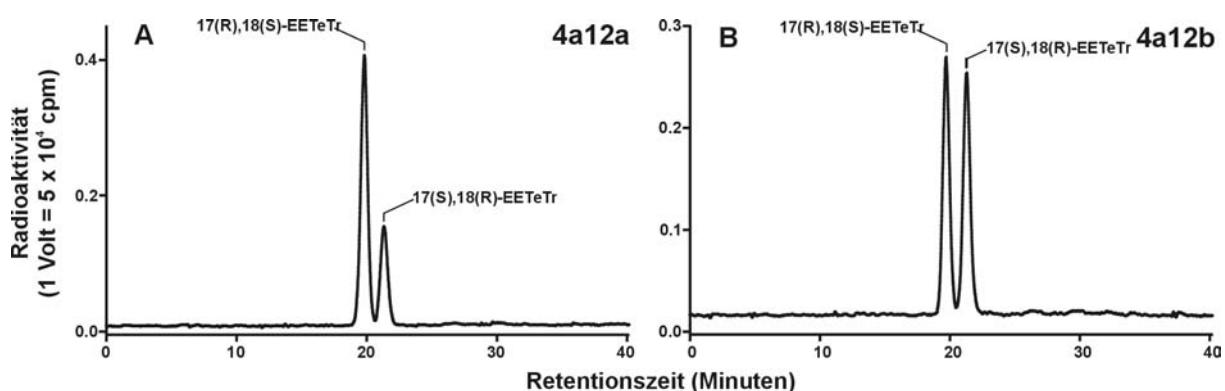 A
17(R),18(S)-EETeTr
4a12a
17(S),18(R)-EETeTr
0.4
0.2
0.0
0
10
20
30
40
B
17(R),18(S)-EETeTr
4a12b
17(S),18(R)-EETeTr
0.3
0.2
0.1
0.0
0
10
20
30
40
Radioaktivität
(1 Volt = 5 x 10⁴ cpm)
Retentionszeit (Minuten)